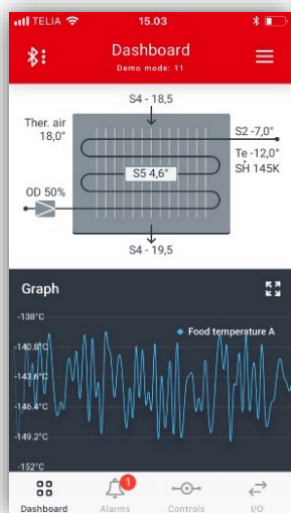 TELIA 15.03
Dashboard
Demo mode: 11
S4 - 18,5
Ther. air
18,0°
S2 -7,0°
Te -12,0°
SH 145K
S5 4,6°
OD 50%
S4 - 19,5
Graph
-138°C
Food temperature A
-140.8°C
-143.6°C
-146.4°C
-149.2°C
-152°C
1
Dashboard Alarms Controls I/O